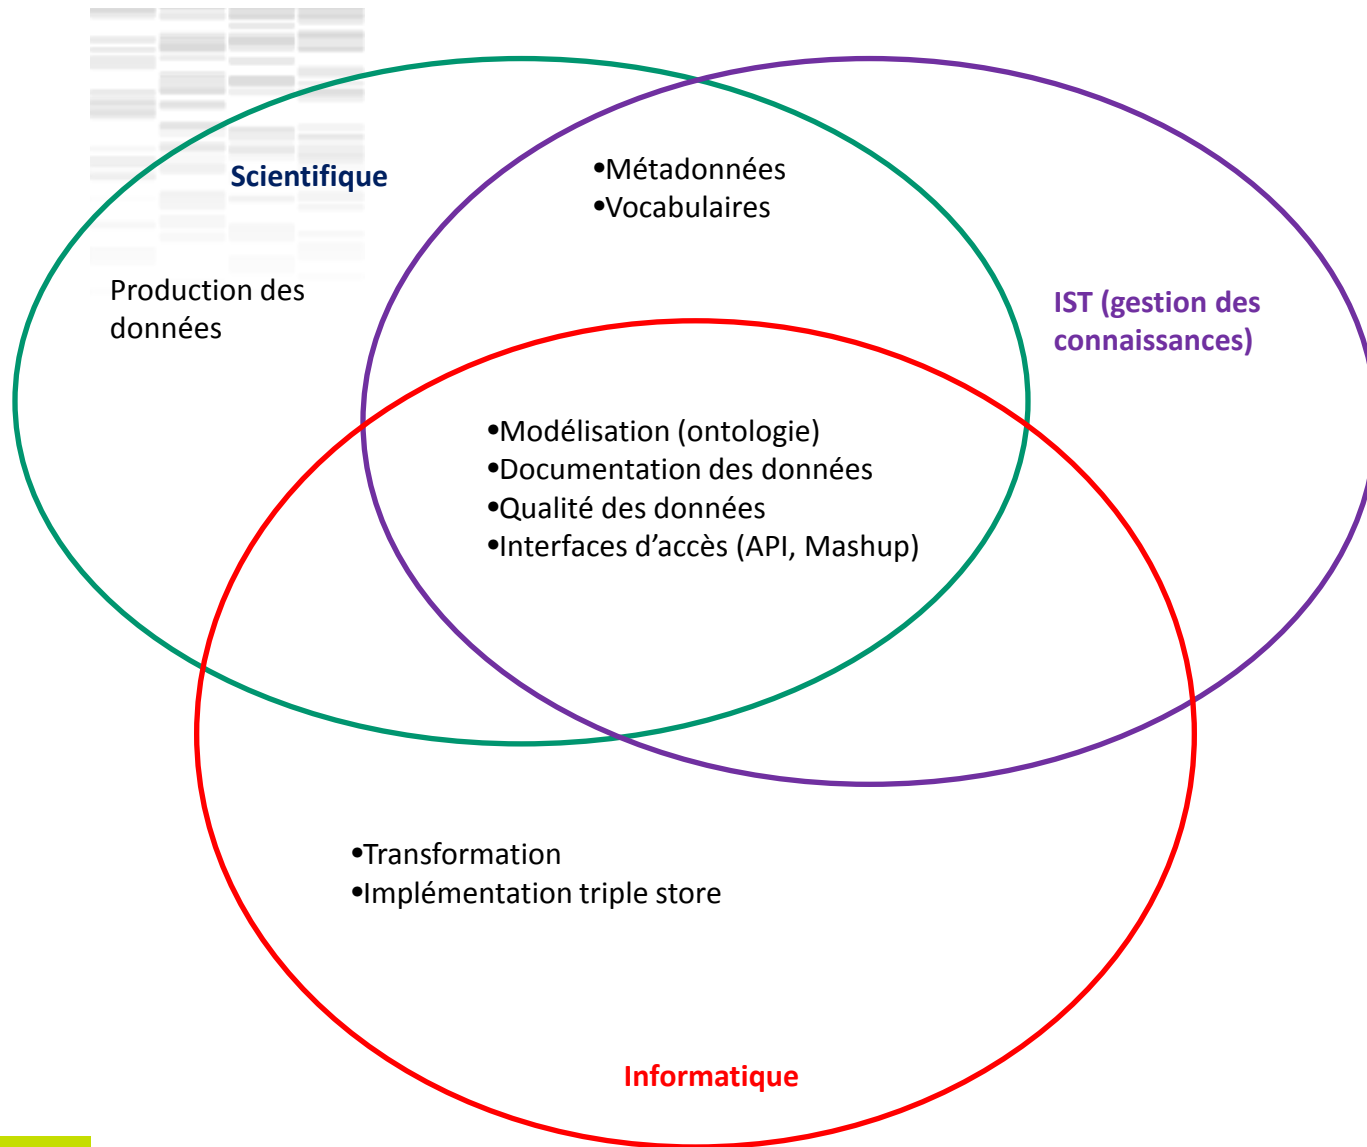 Scientifique
•Métadonnées
•Vocabulaires
Production des
données
IST (gestion des
connaissances)
•Modélisation (ontologie)
•Documentation des données
•Qualité des données
•Interfaces d’accès (API, Mashup)
•Transformation
•Implémentation triple store
Informatique